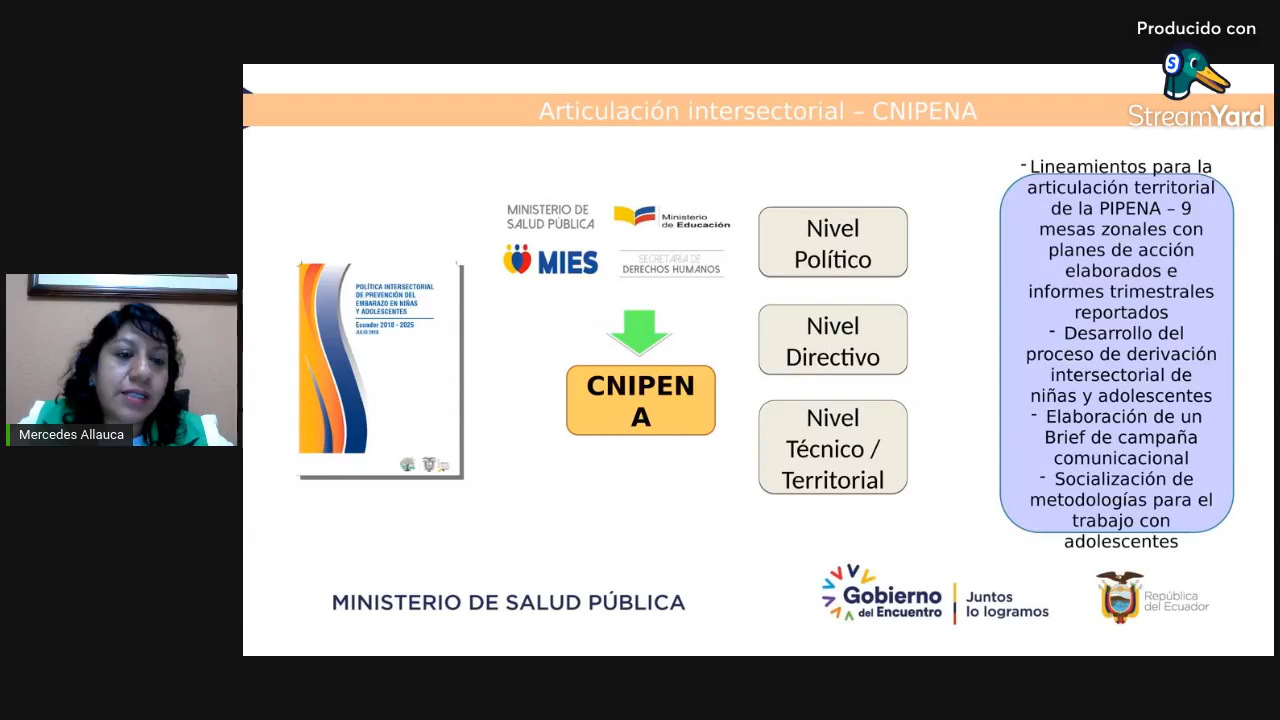 Producido con
StreamYard
Articulación intersectorial – CNIPENA
MINISTERIO DE
SALUD PÚBLICA
Ministerio
de Educación
MIES
SECRETARÍA DE
DERECHOS HUMANOS
POLÍTICA INTERSECTORIAL
DE PREVENCIÓN DEL
EMBARAZO EN NIÑAS
Y ADOLESCENTES
Ecuador 2018 - 2025
JULIO 2018
CNIPEN
A
Nivel
Político
Nivel
Directivo
Nivel
Técnico /
Territorial
- Lineamientos para la
articulación territorial
de la PIPENA – 9
mesas zonales con
planes de acción
elaborados e
informes trimestrales
reportados
- Desarrollo del
proceso de derivación
intersectorial de
niñas y adolescentes
- Elaboración de un
Brief de campaña
comunicacional
- Socialización de
metodologías para el
trabajo con
adolescentes
Mercedes Allauca
MINISTERIO DE SALUD PÚBLICA
Gobierno
del Encuentro
Juntos
lo logramos
República
del Ecuador